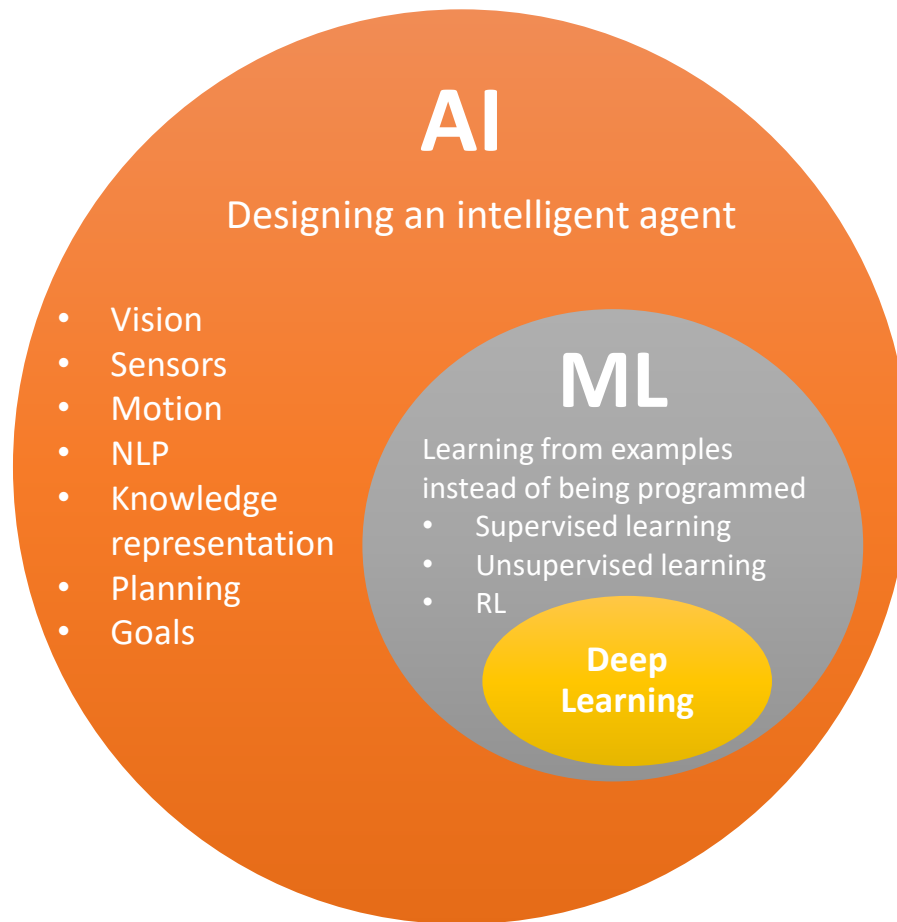 AI
Designing an intelligent agent
• Vision
• Sensors
• Motion
• NLP
• Knowledge
representation
• Planning
• Goals
ML
Learning from examples
instead of being programmed
• Supervised learning
• Unsupervised learning
• RL
Deep
Learning